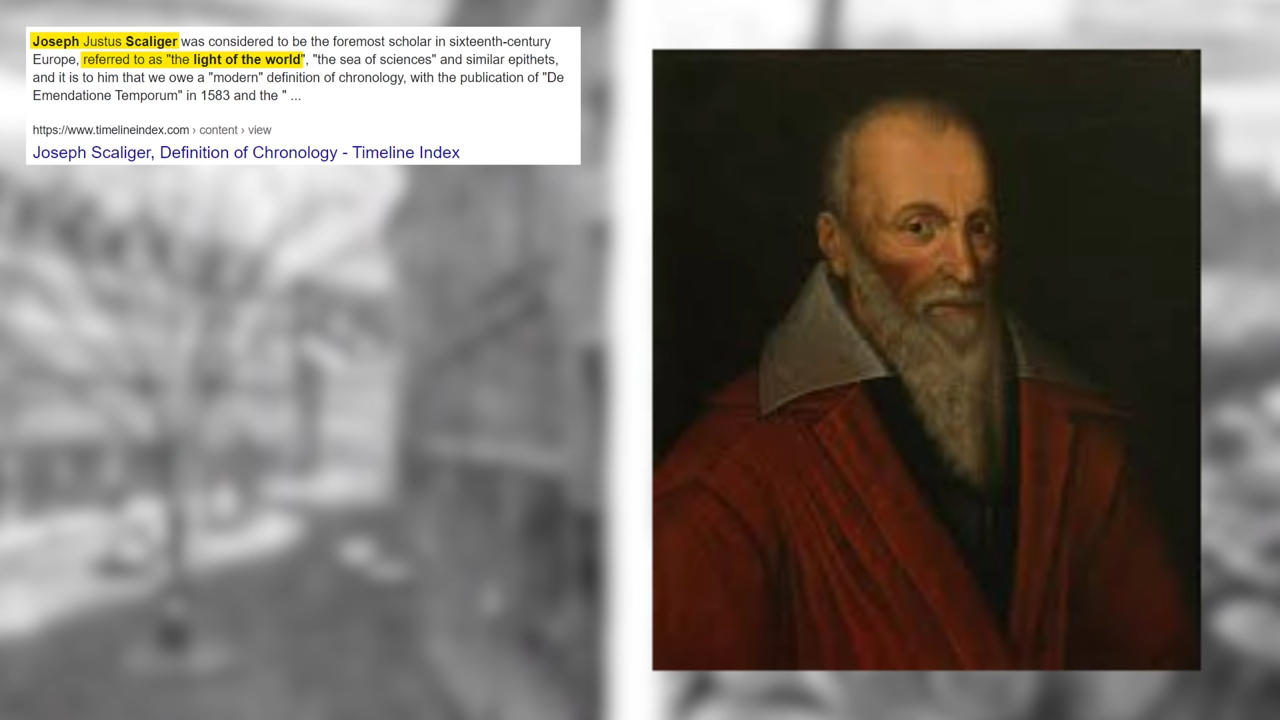 Joseph Justus Scaliger was considered to be the foremost scholar in sixteenth-century
Europe, referred to as "the light of the world", "the sea of sciences" and similar epithets,
and it is to him that we owe a "modern" definition of chronology, with the publication of "De
Emendatione Temporum" in 1583 and the " ...
https://www.timelineindex.com › content › view
Joseph Scaliger, Definition of Chronology - Timeline Index